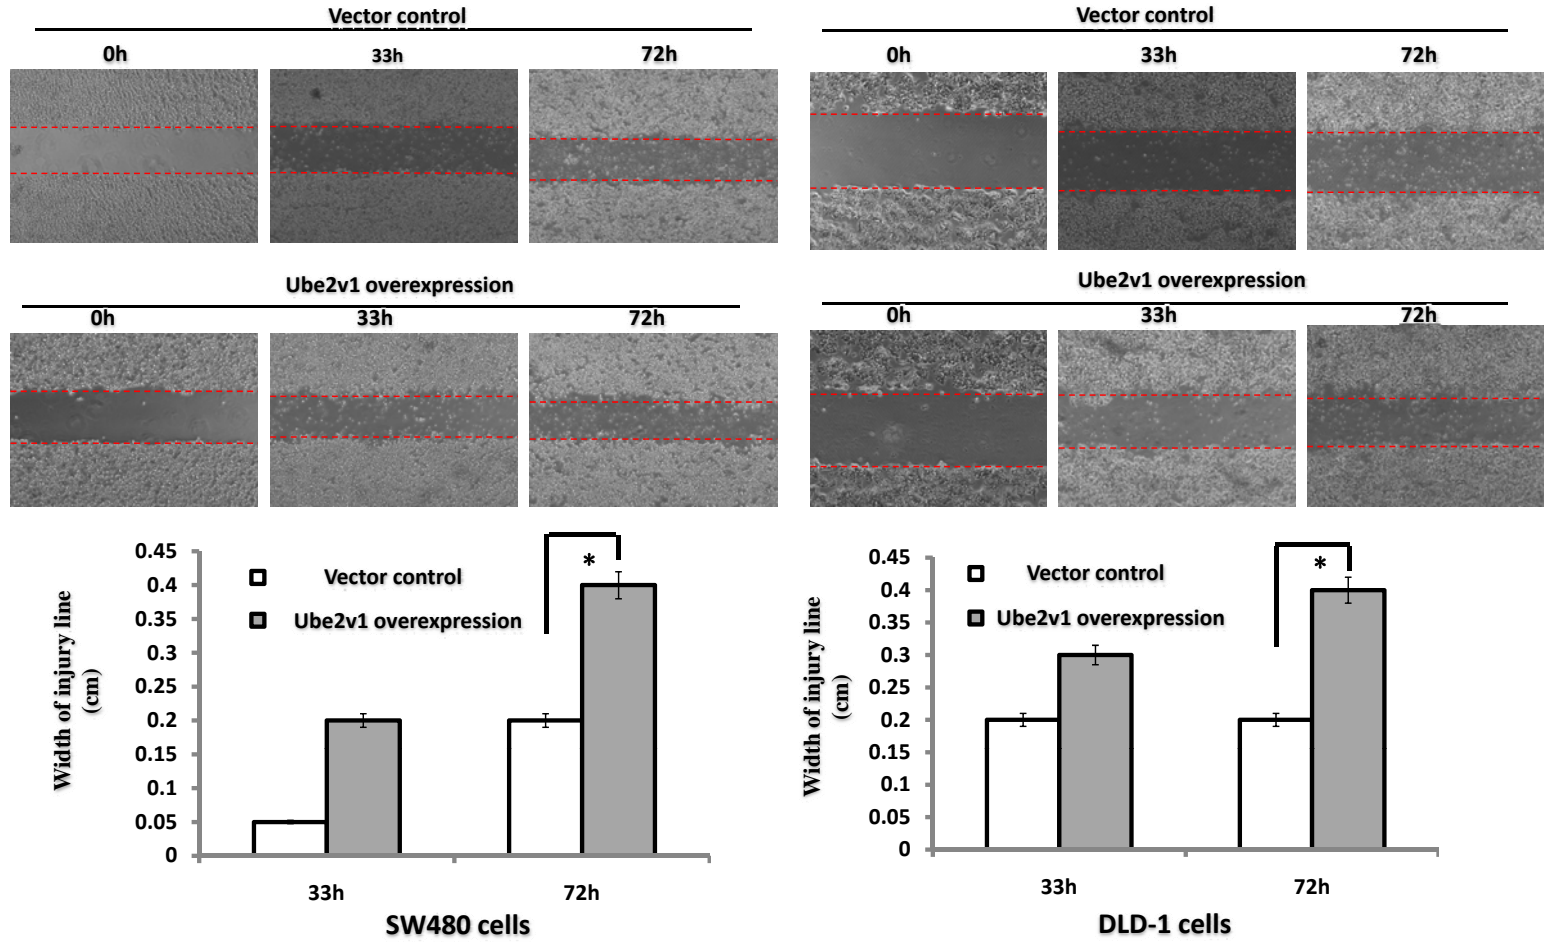 Vector control
0h 33h 72h
Ube2v1 overexpression
0h 33h 72h
0.45
0.4
0.35
0.3
0.25
0.2
0.15
0.1
0.05
0
Width of injury line
(cm)
Vector control
Ube2v1 overexpression
*
33h 72h
SW480 cells
Vector control
0h 33h 72h
Ube2v1 overexpression
0h 33h 72h
0.45
0.4
0.35
0.3
0.25
0.2
0.15
0.1
0.05
0
Width of injury line
(cm)
Vector control
Ube2v1 overexpression
*
33h 72h
DLD-1 cells